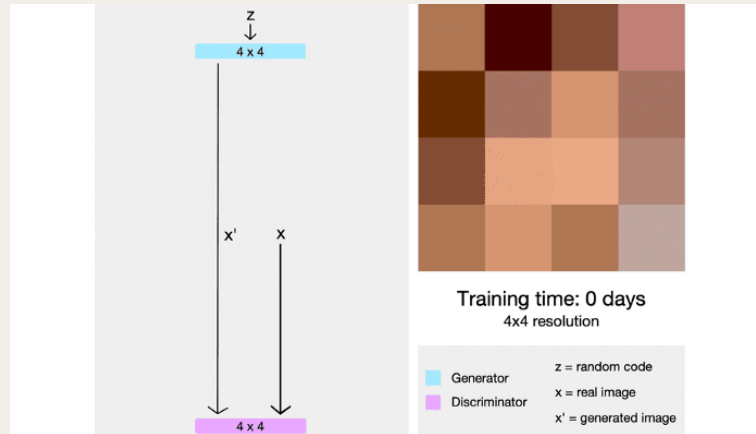 z
4 x 4
x'
x
4 x 4
Training time: 0 days
4x4 resolution
Generator
Discriminator
z = random code
x = real image
x' = generated image